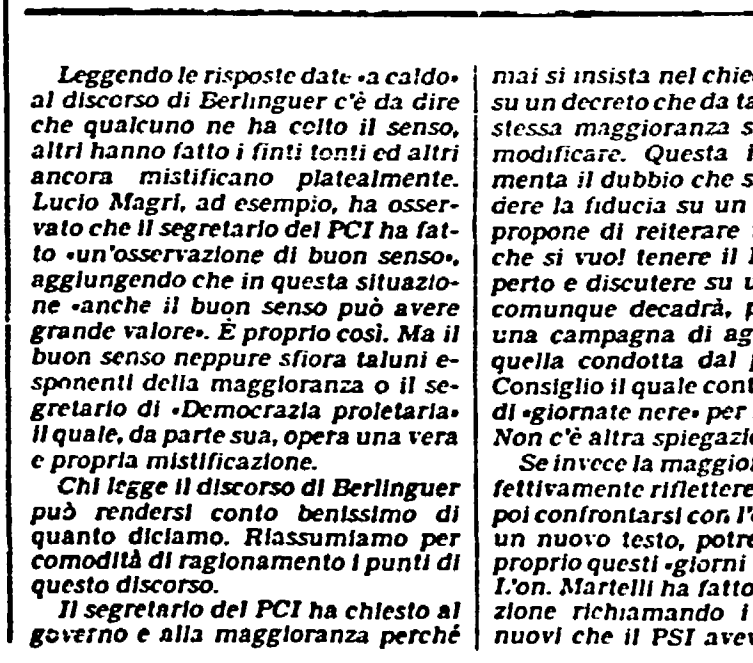 Leggendo le risposte date «a caldo»
al discorso di Berlinguer c'è da dire
che qualcuno ne ha colto il senso,
altri hanno fatto i finti tonti ed altri
ancora mistificano platealmente.
Lucio Magri, ad esempio, ha osser-
vato che il segretario del PCI ha fat-
to «un'osservazione di buon senso»,
aggiungendo che in questa situazio-
ne «anche il buon senso può avere
grande valore». È proprio così. Ma il
buon senso neppure sfiora taluni e-
sponenti della maggioranza o il se-
gretario di «Democrazia proletaria»
il quale, da parte sua, opera una vera
e propria mistificazione.
Chi legge il discorso di Berlinguer
può rendersi conto benissimo di
quanto diciamo. Riassumiamo per
comodità di ragionamento i punti di
questo discorso.
Il segretario del PCI ha chiesto al
governo e alla maggioranza perché
mai si insista nel chie
su un decreto che da ta
stessa maggioranza s
modificare. Questa
menta il dubbio che s
dere la fiducia su un
propone di reiterare
che si vuol tenere il
perto e discutere su u
comunque decadrà, p
una campagna di ag
quella condotta dal p
Consiglio il quale cont
di «giornate nere» per
Non c'è altra spiegazio
Se invece la maggior
fettivamente riflettere
poi confrontarsi con l'
un nuovo testo, potre
proprio questi «giorni
L'on. Martelli ha fatto
zione richiamando i
nuovi che il PSI avev